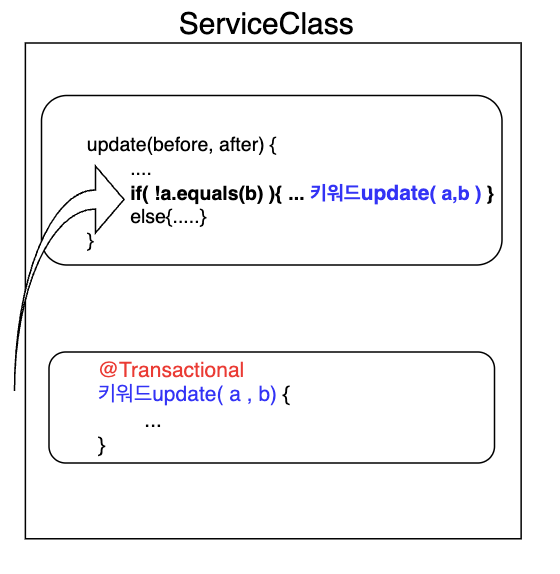 ServiceClass
update(before, after) {
....
if( !a.equals(b) ){ ... 키워드update( a,b ) }
else{.....}
}
@Transactional
키워드update( a , b) {
...
}